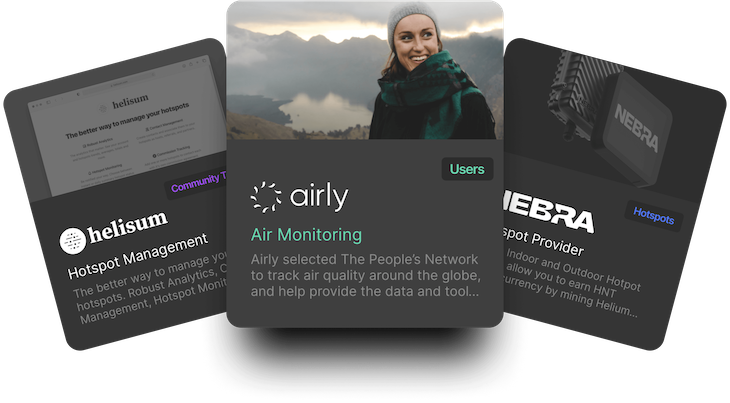 helisum
The better way to manage your hotspots
Community T
helisum
Hotspot Management
The better way to manage you
hotspots. Robust Analytics, C
Management, Hotspot Monit
Users
airly
Air Monitoring
Airly selected The People's Network
to track air quality around the globe,
and help provide the data and tool...
NEBRA
Hotspots
NEBRA
spot Provider
Indoor and Outdoor Hotpot
allow you to earn HNT
currency by mining Helium...